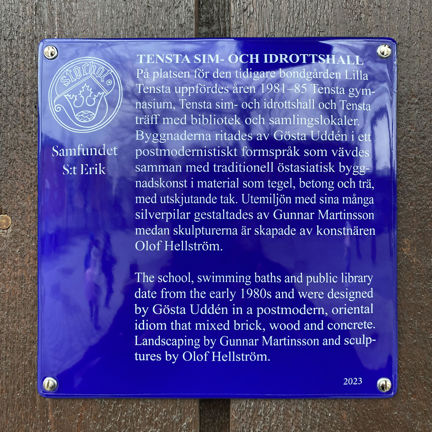 STOCKHOLM
Samfundet
S:t Erik
TENSTA SIM- OCH IDROTTSHALL
På platsen för den tidigare bondgården Lilla
Tensta uppfördes åren 1981–85 Tensta gym-
nasium, Tensta sim- och idrottshall och Tensta
träff med bibliotek och samlingslokaler.
Byggnaderna ritades av Gösta Uddén i ett
postmodernistiskt formspråk som vävdes
samman med traditionell östasiatisk bygg-
nadskonst i material som tegel, betong och trä,
med utskjutande tak. Utemiljön med sina många
silverpilar gestaltades av Gunnar Martinsson
medan skulpturerna är skapade av konstnären
Olof Hellström.
The school, swimming baths and public library
date from the early 1980s and were designed
by Gösta Uddén in a postmodern, oriental
idiom that mixed brick, wood and concrete.
Landscaping by Gunnar Martinsson and sculp-
tures by Olof Hellström.
2023